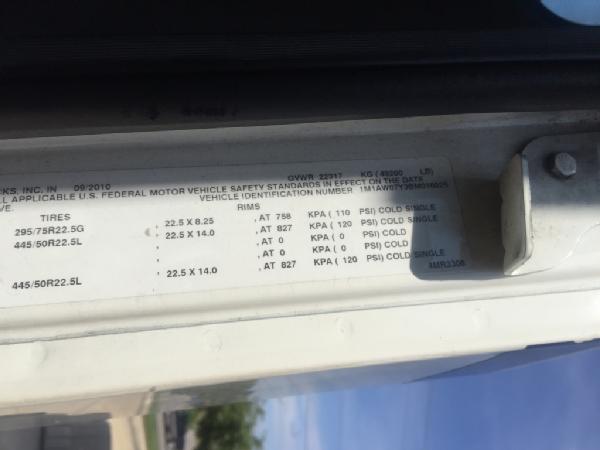 CKS, INC. IN 09/2010 GVWR 22317 KG ( 49200 LB)
LL APPLICABLE U.S. FEDERAL MOTOR VEHICLE SAFETY STANDARDS IN EFFECT ON THE DATE
VE. VEHICLE IDENTIFICATION NUMBER
TIRES RIMS
295/75R22.5G , 22.5 X 8.25 , AT 758 KPA ( 110 PSI) COLD SINGLE
445/50R22.5L , 22.5 X 14.0 , AT 827 KPA ( 120 PSI) COLD SINGLE
, , AT 0 KPA ( 0 PSI) COLD
, , AT 0 KPA ( 0 PSI) COLD
445/50R22.5L , 22.5 X 14.0 , AT 827 KPA ( 120 PSI) COLD SINGLE
4MR3306